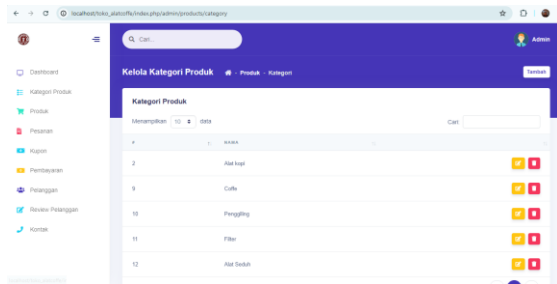 localhost/toko_alatcoffe/index.php/admin/products/category
Cari..
Admin
Dashboard
Kategori Produk
Produk
Pesanan
Kupon
Pembayaran
Pelanggan
Review Pelanggan
Kontak
Kelola Kategori Produk
Produk - Kategori
Tambah
Kategori Produk
Menampilkan 10 data
Cari:
# NAMA
2 Alat kopi
9 Coffe
10 Penggiling
11 Filter
12 Alat Seduh